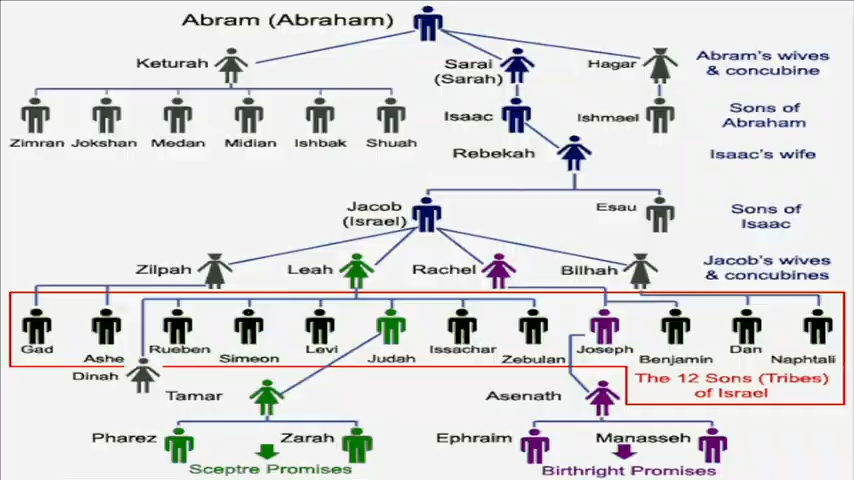 Abram (Abraham)
Keturah
Sarai
(Sarah)
Hagar
Abram's wives
& concubine
Zimran
Jokshan
Medan
Midian
Ishbak
Shuah
Isaac
Ishmael
Sons of
Abraham
Rebekah
Isaac's wife
Jacob
(Israel)
Esau
Sons of
Isaac
Zilpah
Leah
Rachel
Bilhah
Jacob's wives
& concubines
Gad
Ashe
Rueben
Simeon
Levi
Judah
Issachar
Zebulan
Joseph
Benjamin
Dan
Naphtali
Dinah
The 12 Sons (Tribes)
of Israel
Tamar
Asenath
Pharez
Zarah
Ephraim
Manasseh
Sceptre Promises
Birthright Promises